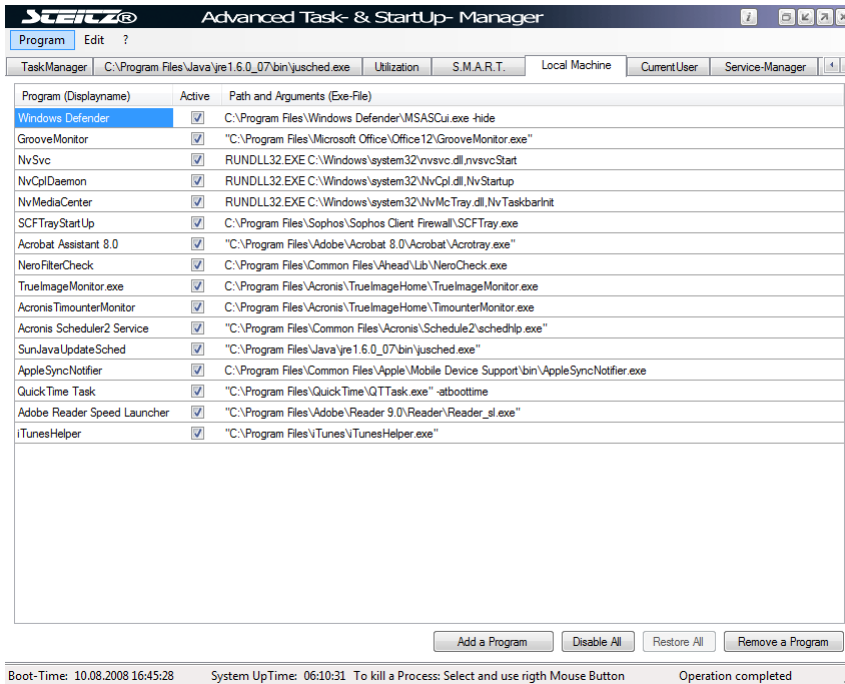 STEITZ® Advanced Task- & StartUp- Manager
Program Edit ?
TaskManager C:\Program Files\Java\jre1.6.0_07\bin\jusched.exe Utilization S.M.A.R.T. Local Machine CurrentUser Service-Manager
Program (Displayname) Active Path and Arguments (Exe-File)
Windows Defender C:\Program Files\Windows Defender\MSASCui.exe -hide
GrooveMonitor "C:\Program Files\Microsoft Office\Office12\GrooveMonitor.exe"
NvSvc RUNDLL32.EXE C:\Windows\system32\nvsvc.dll,nvsvcStart
NvCplDaemon RUNDLL32.EXE C:\Windows\system32\NvCpl.dll,NvStartup
NvMediaCenter RUNDLL32.EXE C:\Windows\system32\NvMcTray.dll,NvTaskbarInit
SCFTrayStartUp C:\Program Files\Sophos\Sophos Client Firewall\SCFTray.exe
Acrobat Assistant 8.0 "C:\Program Files\Adobe\Acrobat 8.0\Acrobat\Acrotray.exe"
NeroFilterCheck C:\Program Files\Common Files\Ahead\Lib\NeroCheck.exe
TrueImageMonitor.exe C:\Program Files\Acronis\TrueImageHome\TrueImageMonitor.exe
AcronisTimounterMonitor C:\Program Files\Acronis\TrueImageHome\TimounterMonitor.exe
Acronis Scheduler2 Service "C:\Program Files\Common Files\Acronis\Schedule2\schedhlp.exe"
SunJavaUpdateSched "C:\Program Files\Java\jre1.6.0_07\bin\jusched.exe"
AppleSyncNotifier C:\Program Files\Common Files\Apple\Mobile Device Support\bin\AppleSyncNotifier.exe
QuickTime Task "C:\Program Files\QuickTime\QTTask.exe" -atboottime
Adobe Reader Speed Launcher "C:\Program Files\Adobe\Reader 9.0\Reader\Reader_sl.exe"
iTunesHelper "C:\Program Files\iTunes\iTunesHelper.exe"
Add a Program Disable All Restore All Remove a Program
Boot-Time: 10.08.2008 16:45:28 System UpTime: 06:10:31 To kill a Process: Select and use rigth Mouse Button Operation completed